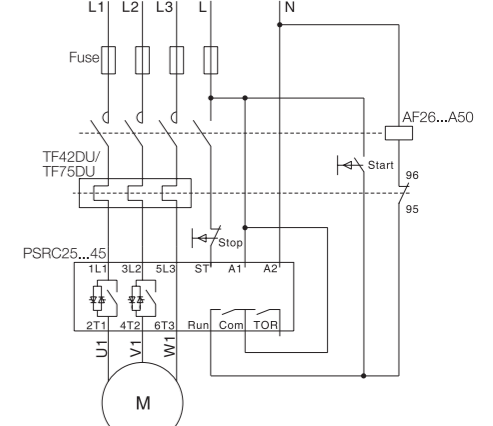 L1 L2 L3 L N
Fuse
AF26...A50
TF42DU/
TF75DU
Start
96
95
Stop
PSRC25...45
1L1 3L2 5L3 ST A1 A2
2T1 4T2 6T3 Run Com TOR
U1 V1 W1
M